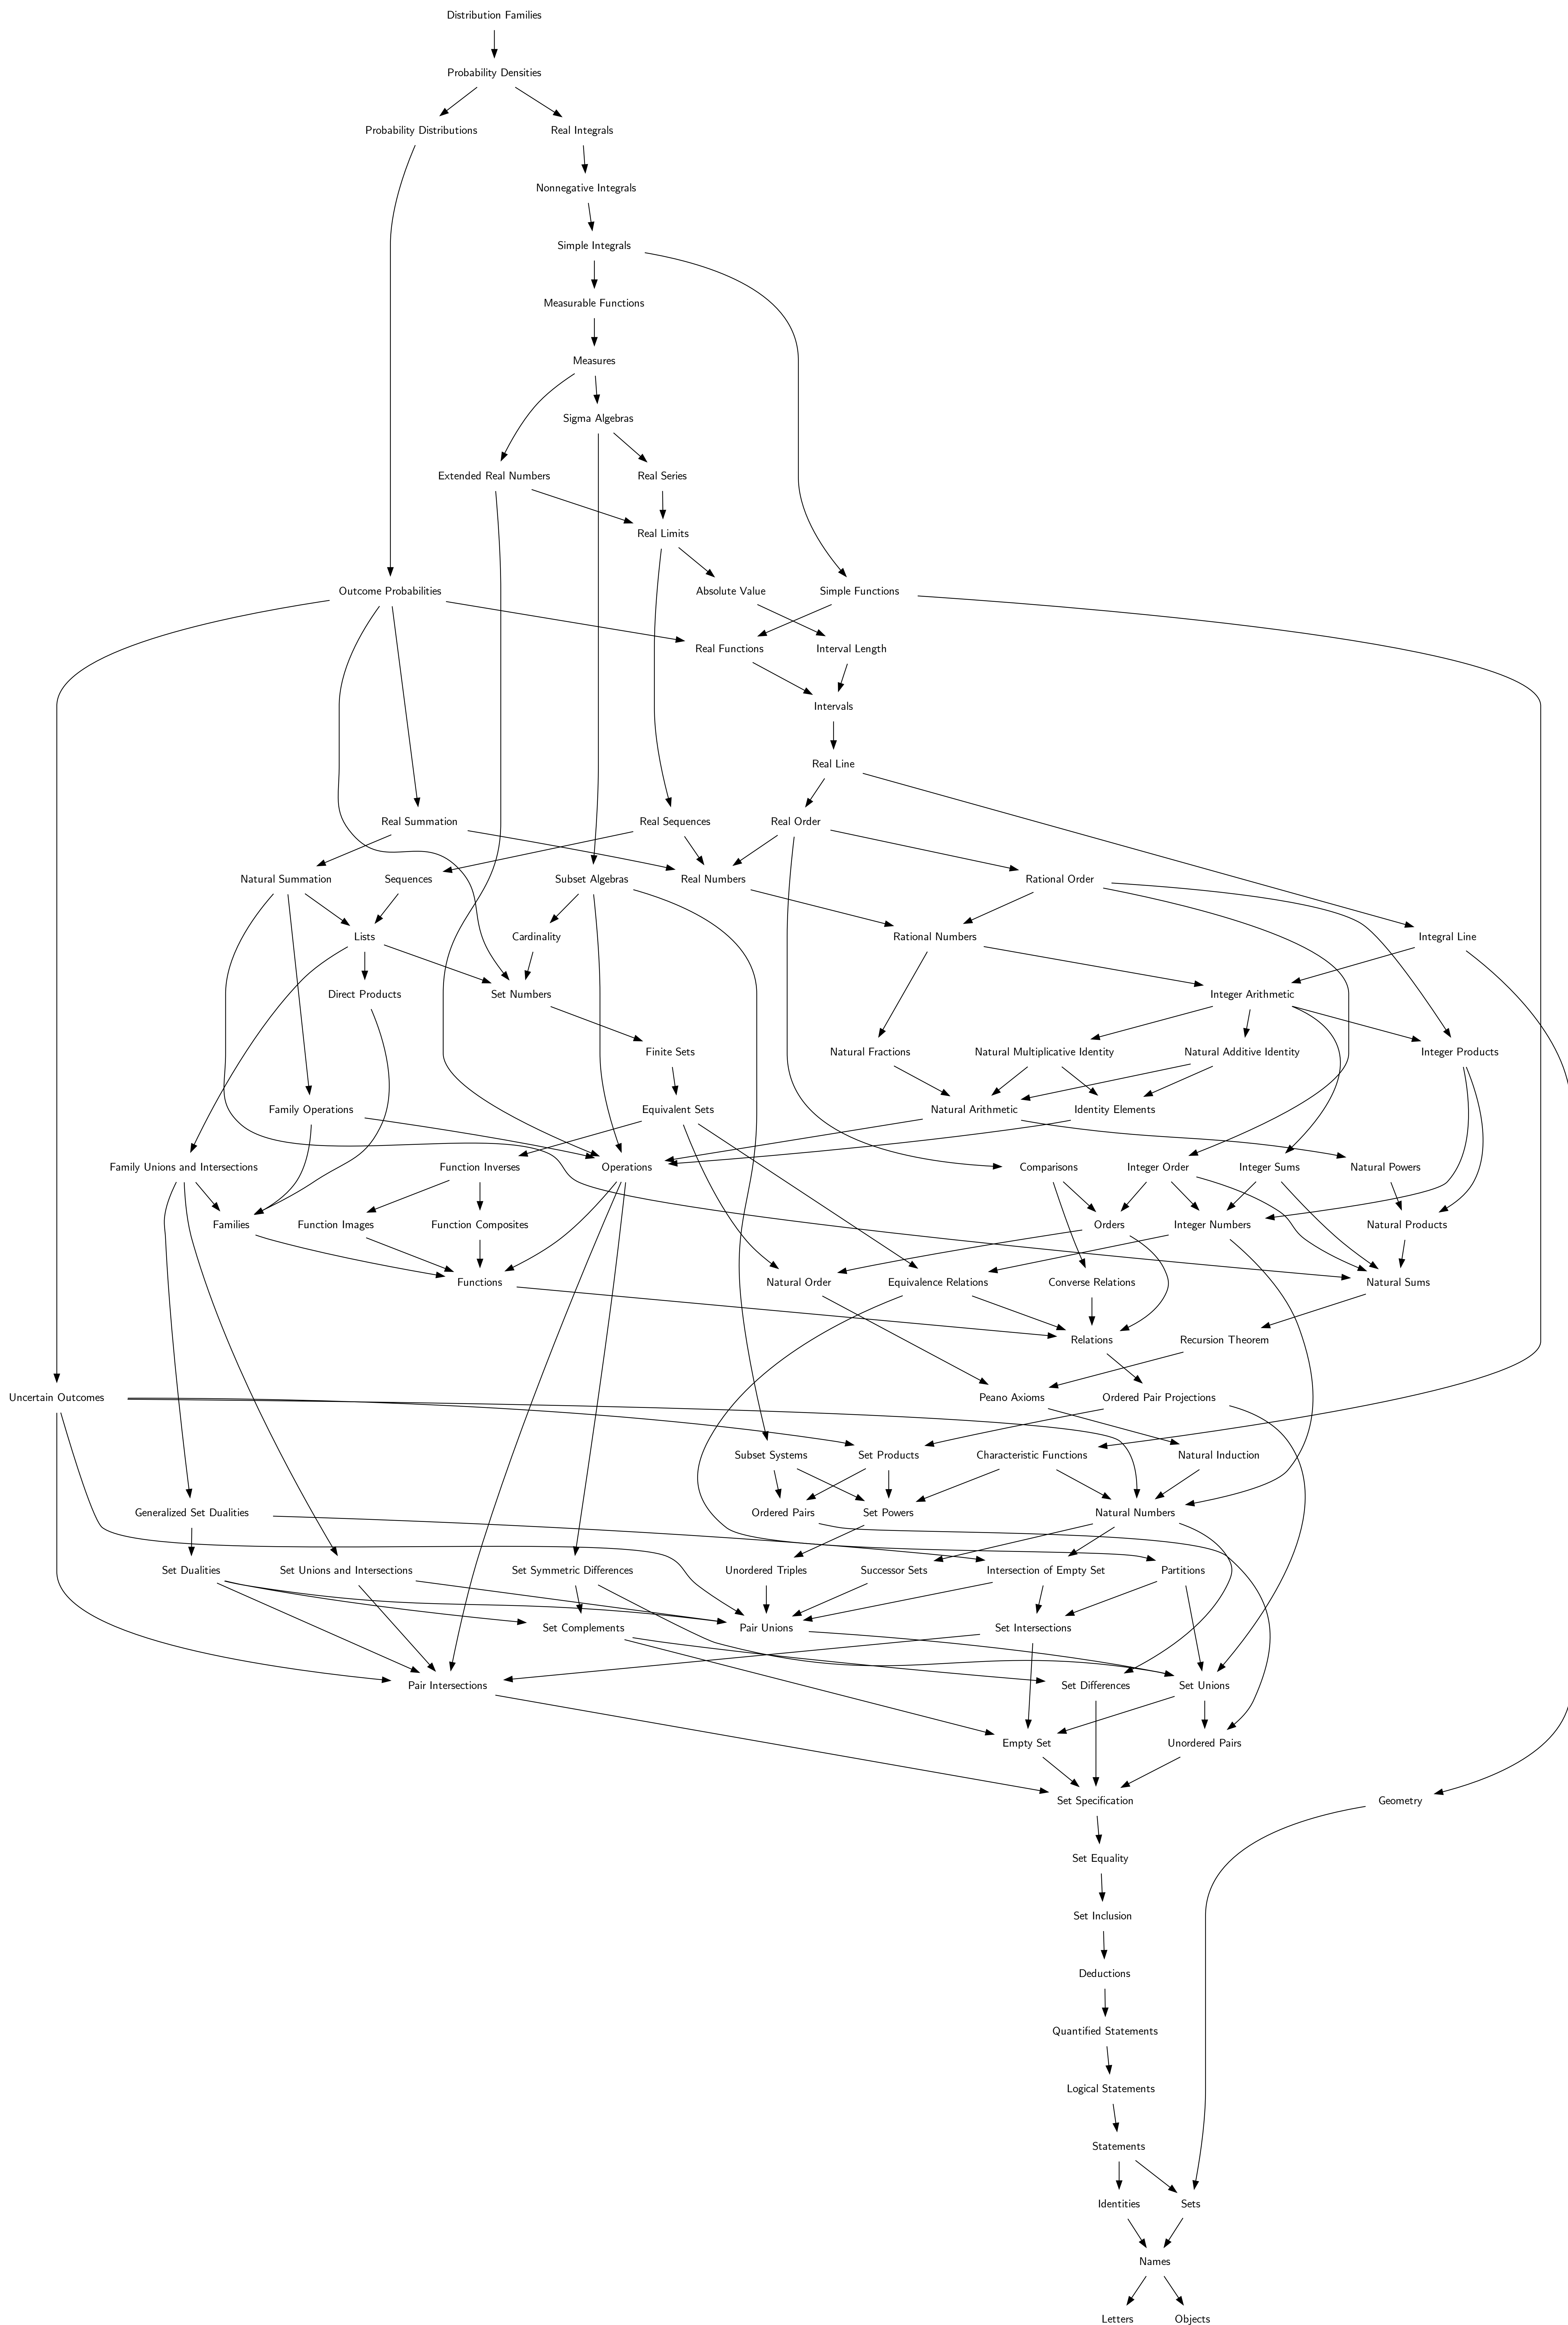 Distribution Families
Probability Densities
Probability Distributions
Real Integrals
Nonnegative Integrals
Simple Integrals
Measurable Functions
Measures
Sigma Algebras
Extended Real Numbers
Real Series
Real Limits
Outcome Probabilities
Absolute Value
Simple Functions
Real Functions
Interval Length
Intervals
Real Line
Real Summation
Real Sequences
Real Order
Natural Summation
Sequences
Subset Algebras
Real Numbers
Rational Order
Lists
Cardinality
Rational Numbers
Integral Line
Direct Products
Set Numbers
Integer Arithmetic
Finite Sets
Natural Fractions
Natural Multiplicative Identity
Natural Additive Identity
Integer Products
Family Operations
Equivalent Sets
Natural Arithmetic
Identity Elements
Family Unions and Intersections
Function Inverses
Operations
Comparisons
Integer Order
Integer Sums
Natural Powers
Families
Function Images
Function Composites
Orders
Integer Numbers
Natural Products
Functions
Natural Order
Equivalence Relations
Converse Relations
Natural Sums
Relations
Recursion Theorem
Uncertain Outcomes
Peano Axioms
Ordered Pair Projections
Subset Systems
Set Products
Characteristic Functions
Natural Induction
Generalized Set Dualities
Ordered Pairs
Set Powers
Natural Numbers
Set Dualities
Set Unions and Intersections
Set Symmetric Differences
Unordered Triples
Successor Sets
Intersection of Empty Set
Partitions
Set Complements
Pair Unions
Set Intersections
Pair Intersections
Set Differences
Set Unions
Empty Set
Unordered Pairs
Set Specification
Geometry
Set Equality
Set Inclusion
Deductions
Quantified Statements
Logical Statements
Statements
Identities
Sets
Names
Letters
Objects